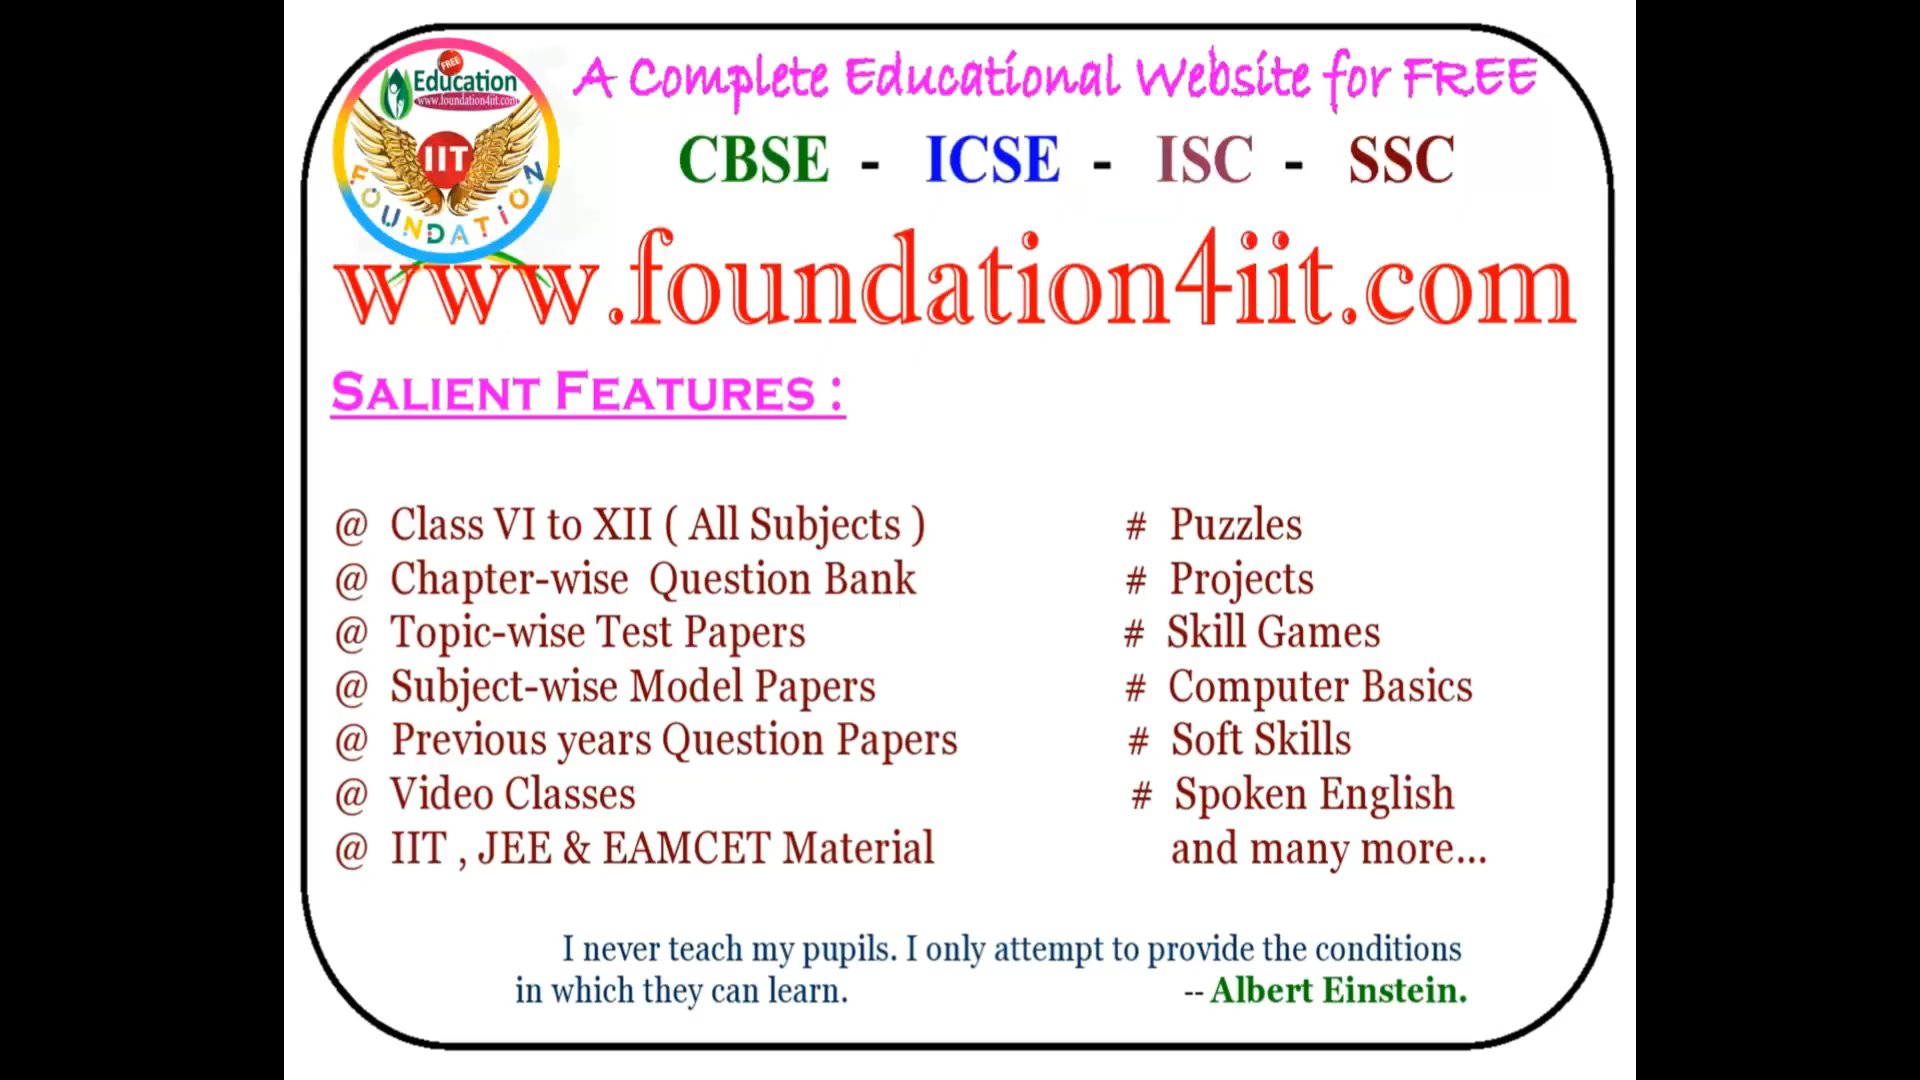 FREE
Education
www.foundation4iit.com
IIT
FOUNDATION
A Complete Educational Website for FREE
CBSE - ICSE - ISC - SSC
www.foundation4iit.com
SALIENT FEATURES :
@ Class VI to XII ( All Subjects )
@ Chapter-wise Question Bank
@ Topic-wise Test Papers
@ Subject-wise Model Papers
@ Previous years Question Papers
@ Video Classes
@ IIT , JEE & EAMCET Material
# Puzzles
# Projects
# Skill Games
# Computer Basics
# Soft Skills
# Spoken English
and many more...
I never teach my pupils. I only attempt to provide the conditions
in which they can learn. -- Albert Einstein.